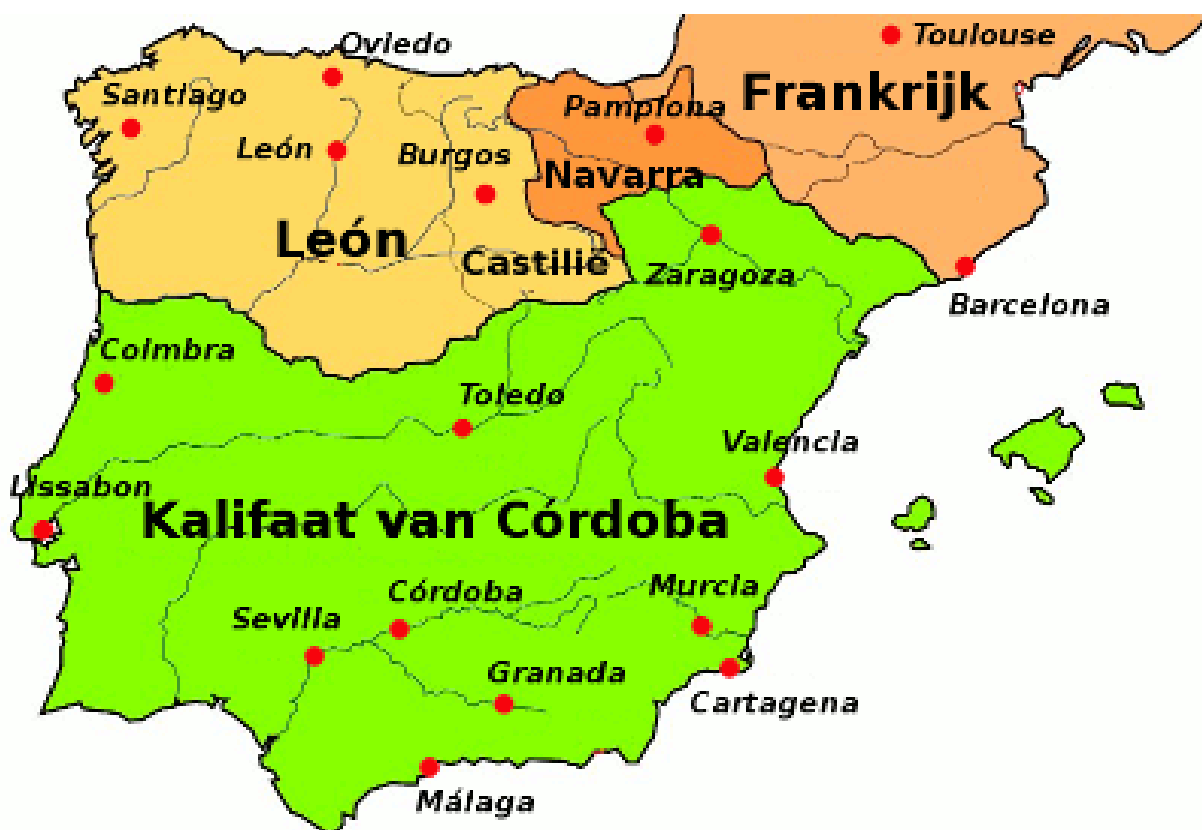 Toulouse
Oviedo
Santiago
Frankrijk
Pamplona
León
Burgos
Navarra
León
Castilië
Zaragoza
Barcelona
Coimbra
Toledo
Valencia
Lissabon
Kalifaat van Córdoba
Córdoba
Murcia
Sevilla
Granada
Cartagena
Málaga